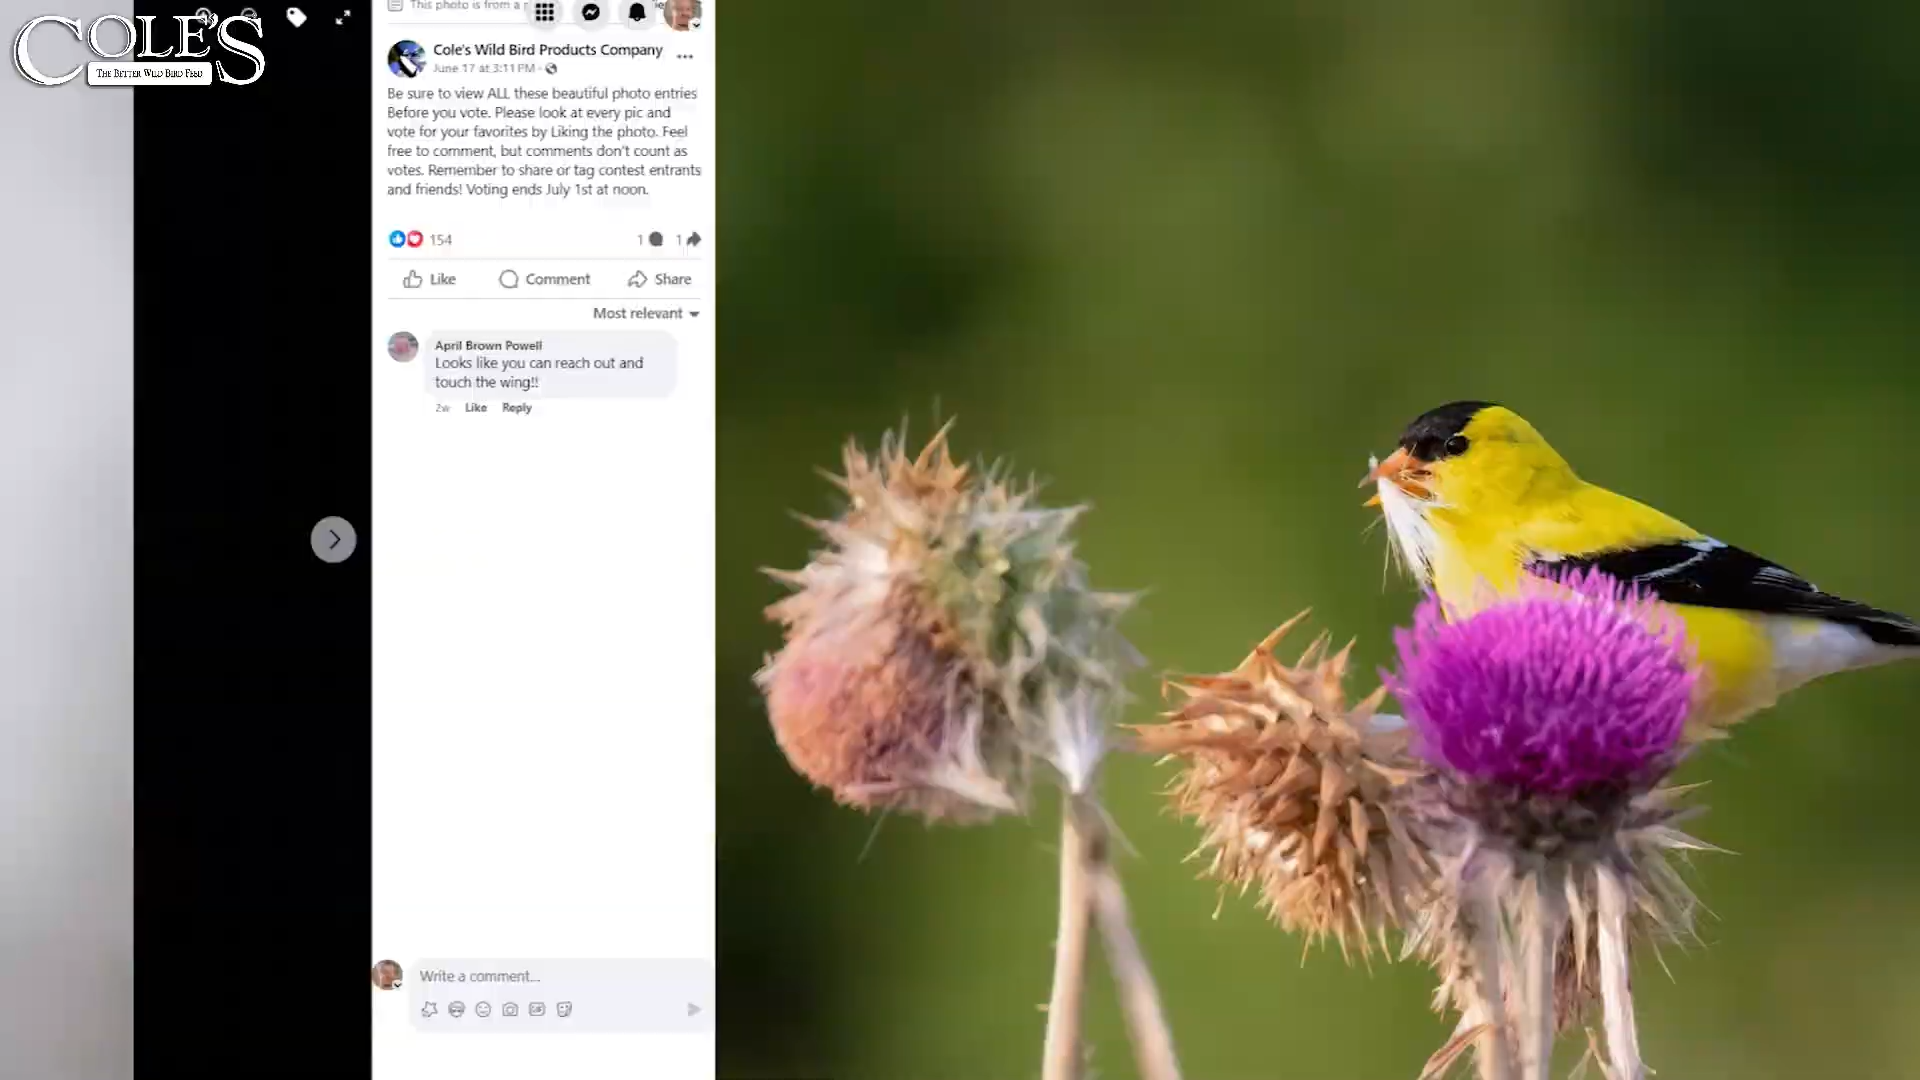 COLE'S
THE BETTER WILD BIRD FEED
This photo is from a
Cole's Wild Bird Products Company
June 17 at 3:11 PM ·
Be sure to view ALL these beautiful photo entries
Before you vote. Please look at every pic and
vote for your favorites by Liking the photo. Feel
free to comment, but comments don't count as
votes. Remember to share or tag contest entrants
and friends! Voting ends July 1st at noon.
154 1 1
Like Comment Share
Most relevant
April Brown Powell
Looks like you can reach out and
touch the wing!!
2w Like Reply
Write a comment...
GIF